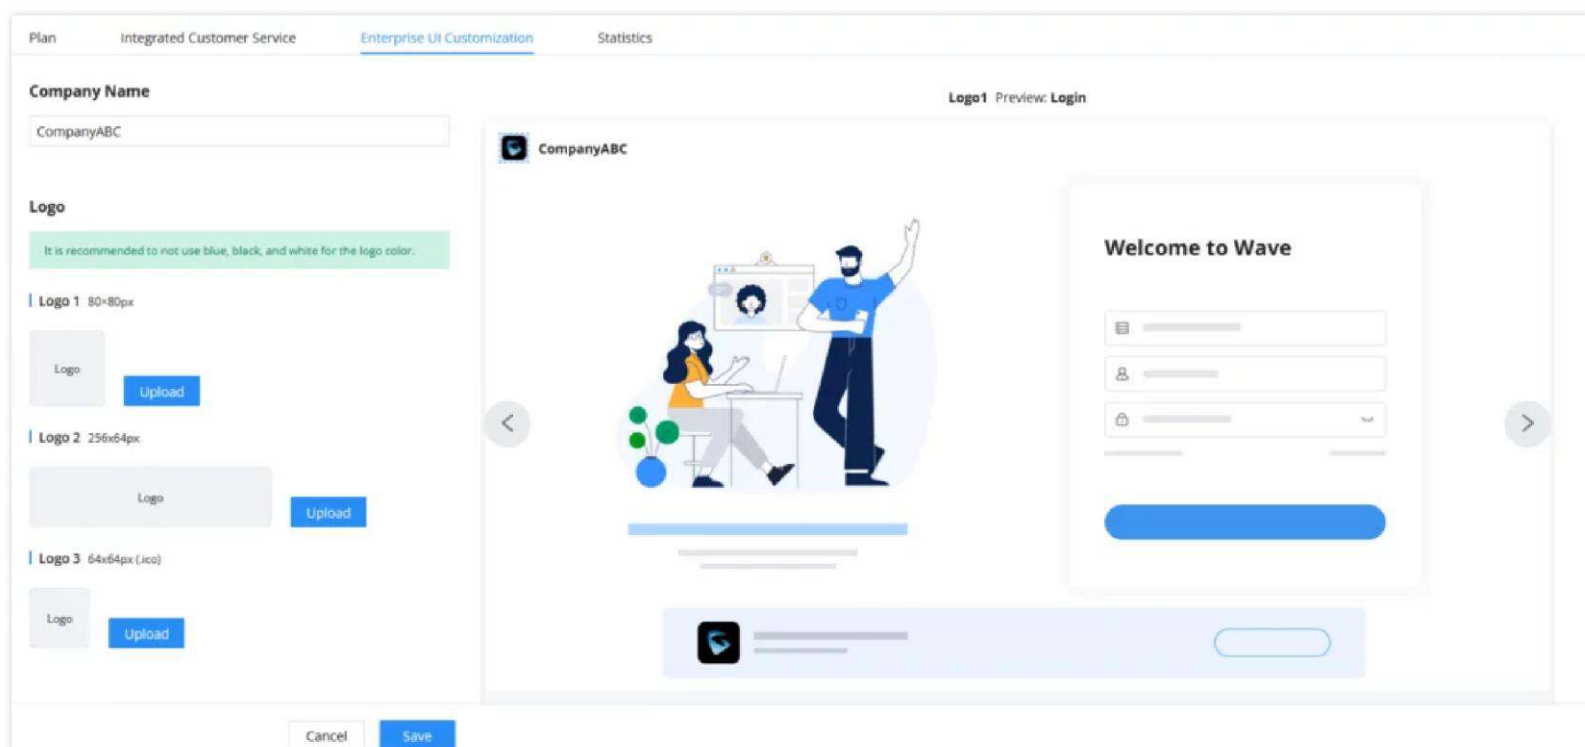 Plan Integrated Customer Service Enterprise UI Customization Statistics
Company Name
CompanyABC
Logo
It is recommended to not use blue, black, and white for the logo color.
Logo 1 80×80px
Logo
Upload
Logo 2 256x64px
Logo
Upload
Logo 3 64x64px (.ico)
Logo
Upload
Cancel Save
Logo1 Preview: Login
CompanyABC
Welcome to Wave